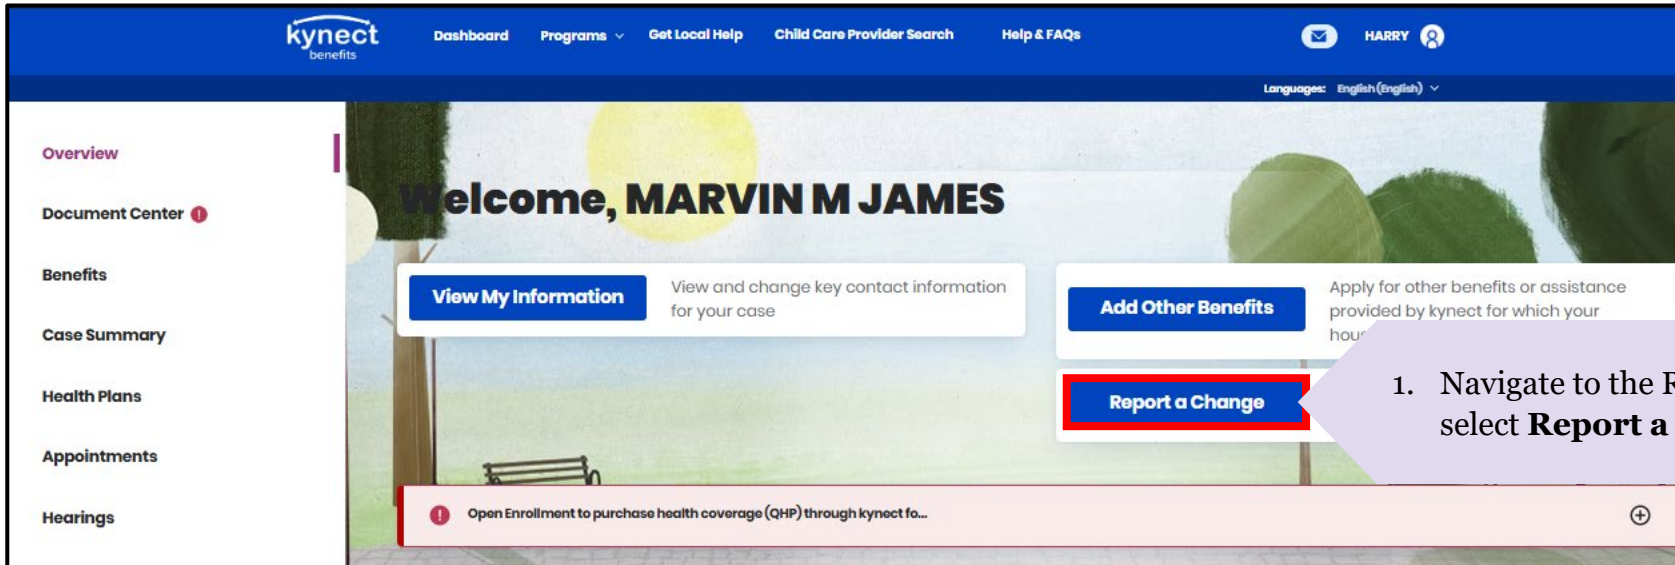 kynect
benefits
Dashboard Programs Get Local Help Child Care Provider Search Help & FAQs HARRY
Languages: English (English)
Overview
Document Center
Benefits
Case Summary
Health Plans
Appointments
Hearings
Welcome, MARVIN M JAMES
View My Information
View and change key contact information
for your case
Add Other Benefits
Apply for other benefits or assistance
provided by kynect for which your
Report a Change
1. Navigate to the
select Report a
Open Enrollment to purchase health coverage (QHP) through kynect fo...